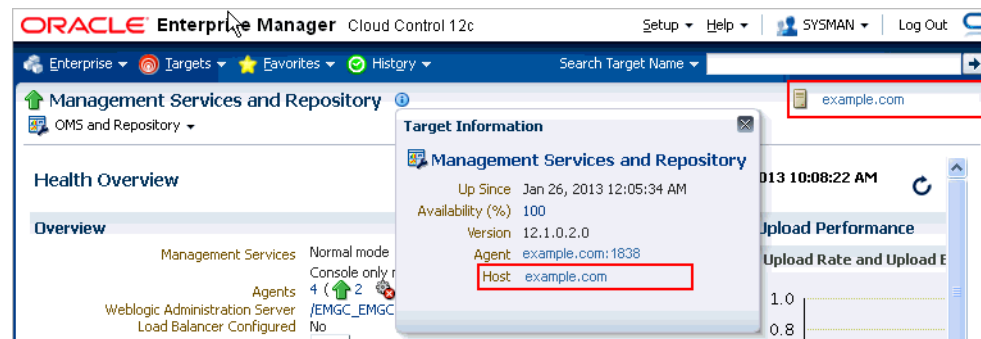 ORACLE Enterprise Manager Cloud Control 12c Setup Help SYSMAN Log Out
Enterprise Targets Favorites History Search Target Name
Management Services and Repository example.com
OMS and Repository
Target Information
Management Services and Repository
Up Since Jan 26, 2013 12:05:34 AM
Availability (%) 100
Version 12.1.0.2.0
Agent example.com:1838
Host example.com
Health Overview 013 10:08:22 AM
Overview Upload Performance
Management Services Normal mode
Console only
Upload Rate and Upload
Agents 4 ( 2
Weblogic Administration Server /EMGC_EMGC
Load Balancer Configured No
1.0
0.8